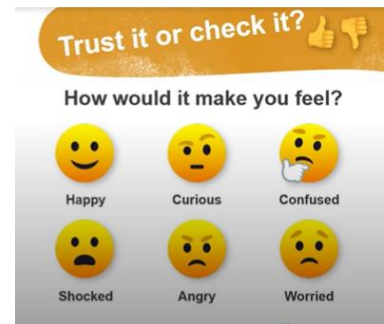 Trust it or check it?
How would it make you feel?
Happy Curious Confused
Shocked Angry Worried